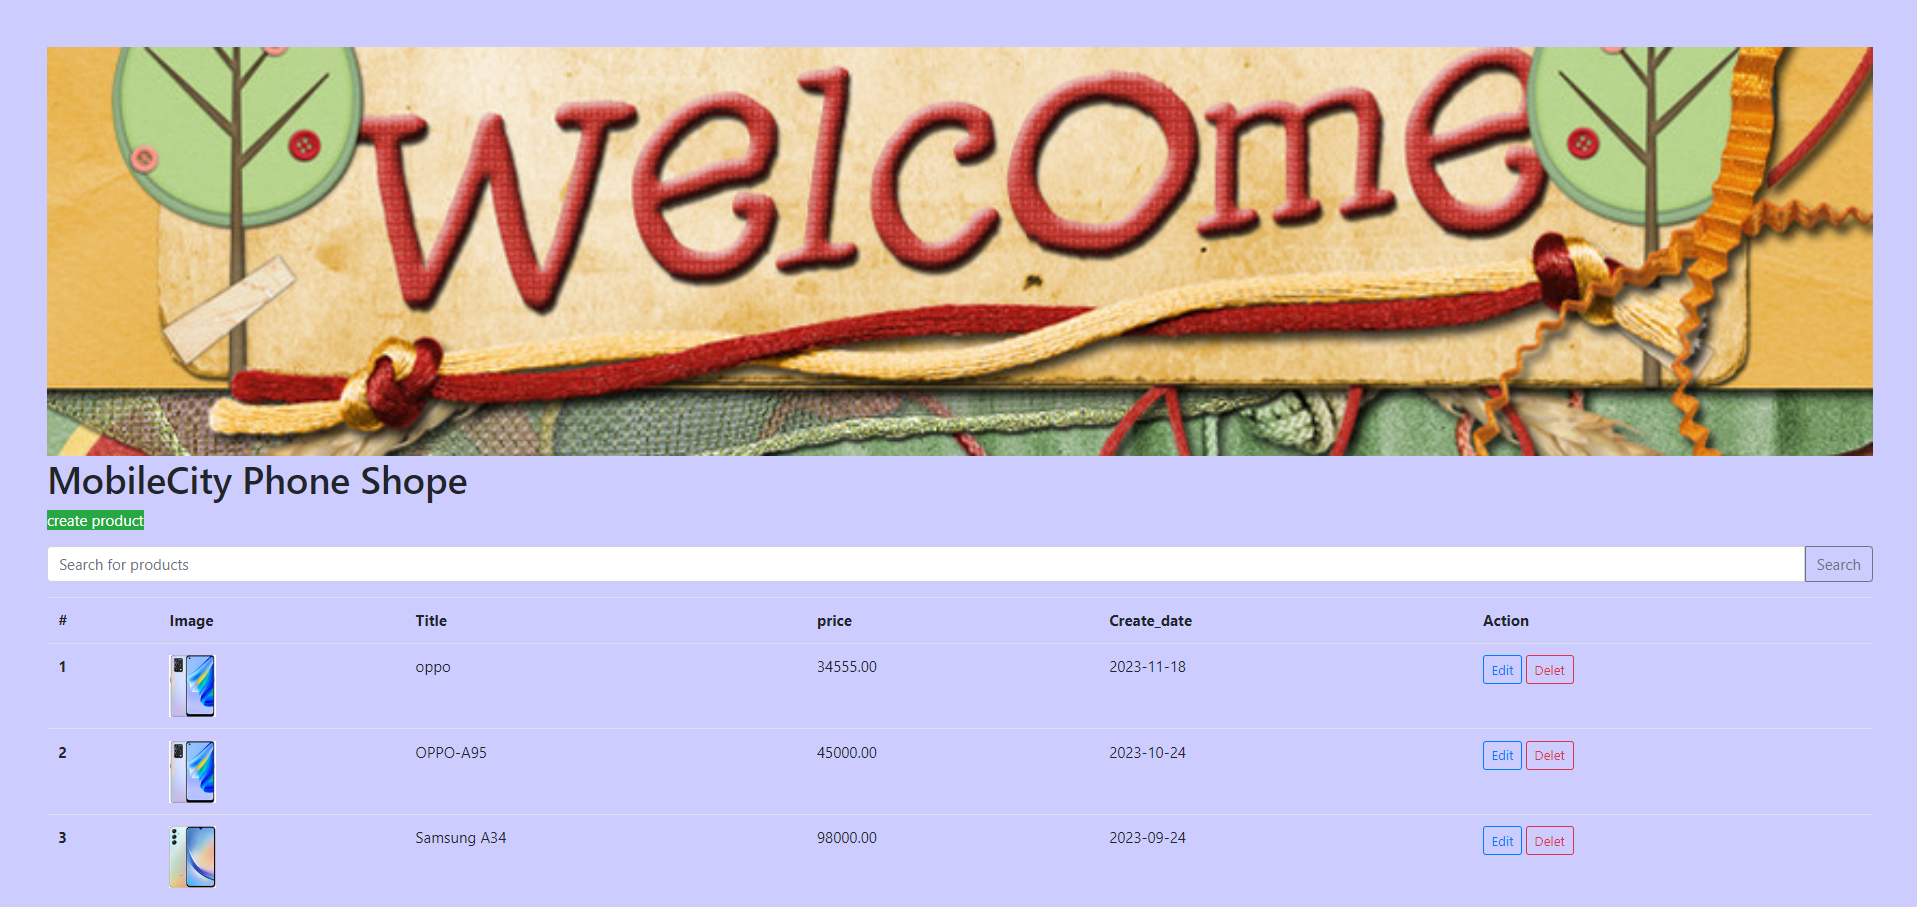 welcome
MobileCity Phone Shope
create product
Search for products Search
# Image Title price Create_date Action
1 oppo 34555.00 2023-11-18 Edit Delet
2 OPPO-A95 45000.00 2023-10-24 Edit Delet
3 Samsung A34 98000.00 2023-09-24 Edit Delet